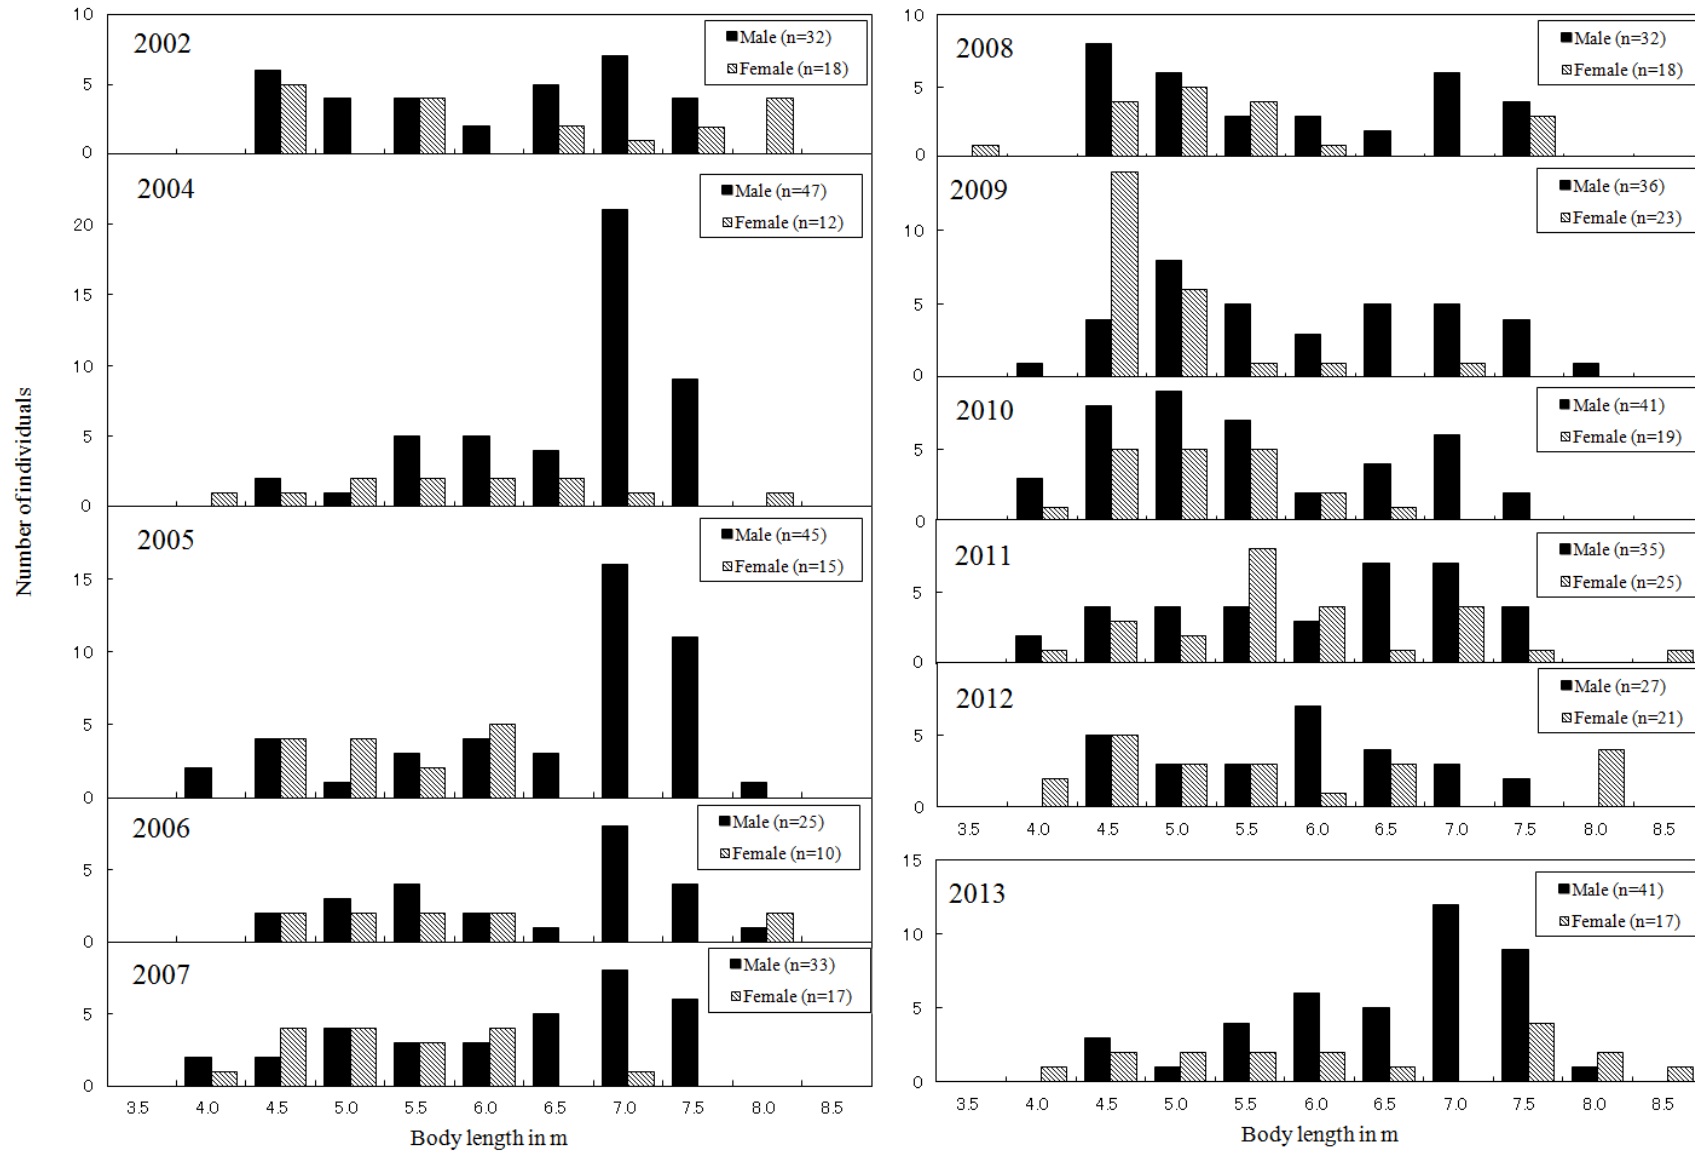 10
5
0
2002
Male (n=32)
Female (n=18)
20
15
10
5
0
2004
Male (n=47)
Female (n=12)
15
10
5
0
2005
Male (n=45)
Female (n=15)
5
0
2006
Male (n=25)
Female (n=10)
5
0
2007
Male (n=33)
Female (n=17)
3.5 4.0 4.5 5.0 5.5 6.0 6.5 7.0 7.5 8.0 8.5
Body length in m
Number of individuals
10
5
0
2008
Male (n=32)
Female (n=18)
10
5
0
2009
Male (n=36)
Female (n=23)
5
0
2010
Male (n=41)
Female (n=19)
5
0
2011
Male (n=35)
Female (n=25)
5
0
2012
Male (n=27)
Female (n=21)
3.5 4.0 4.5 5.0 5.5 6.0 6.5 7.0 7.5 8.0 8.5
15
10
5
0
2013
Male (n=41)
Female (n=17)
3.5 4.0 4.5 5.0 5.5 6.0 6.5 7.0 7.5 8.0 8.5
Body length in m